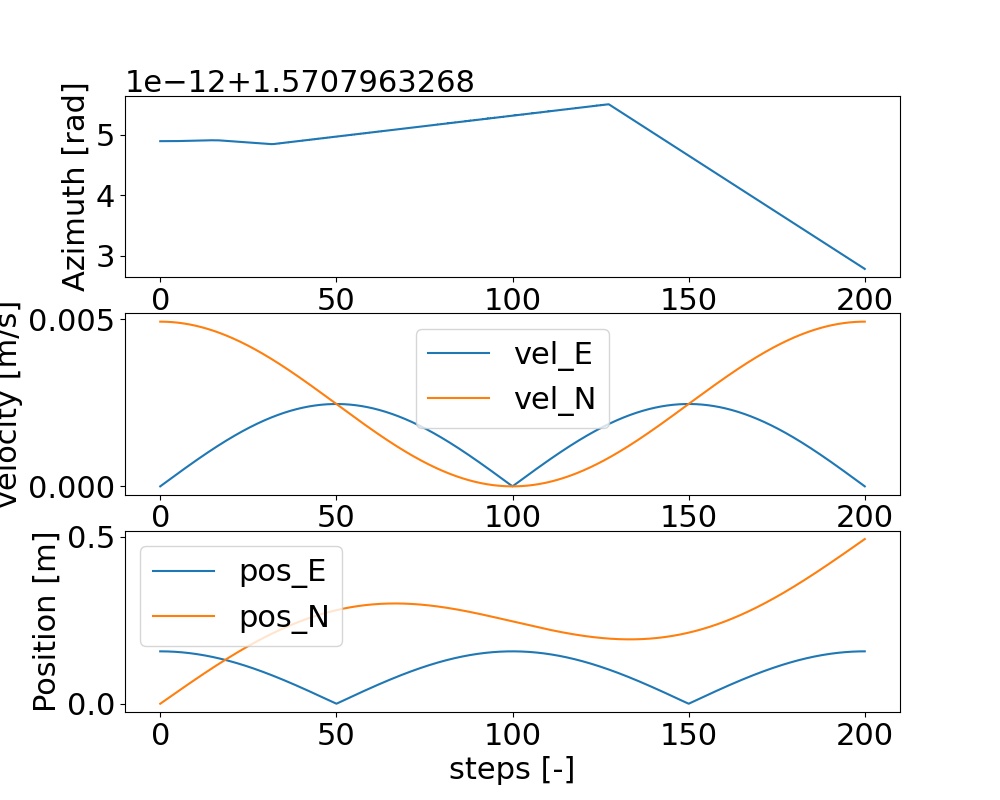 1e−12+1.5707963268
Azimuth [rad]
5
4
3
0 50 100 150 200
Velocity [m/s]
0.005
0.000
vel_E
vel_N
0 50 100 150 200
Position [m]
0.5
0.0
pos_E
pos_N
0 50 100 150 200
steps [-]